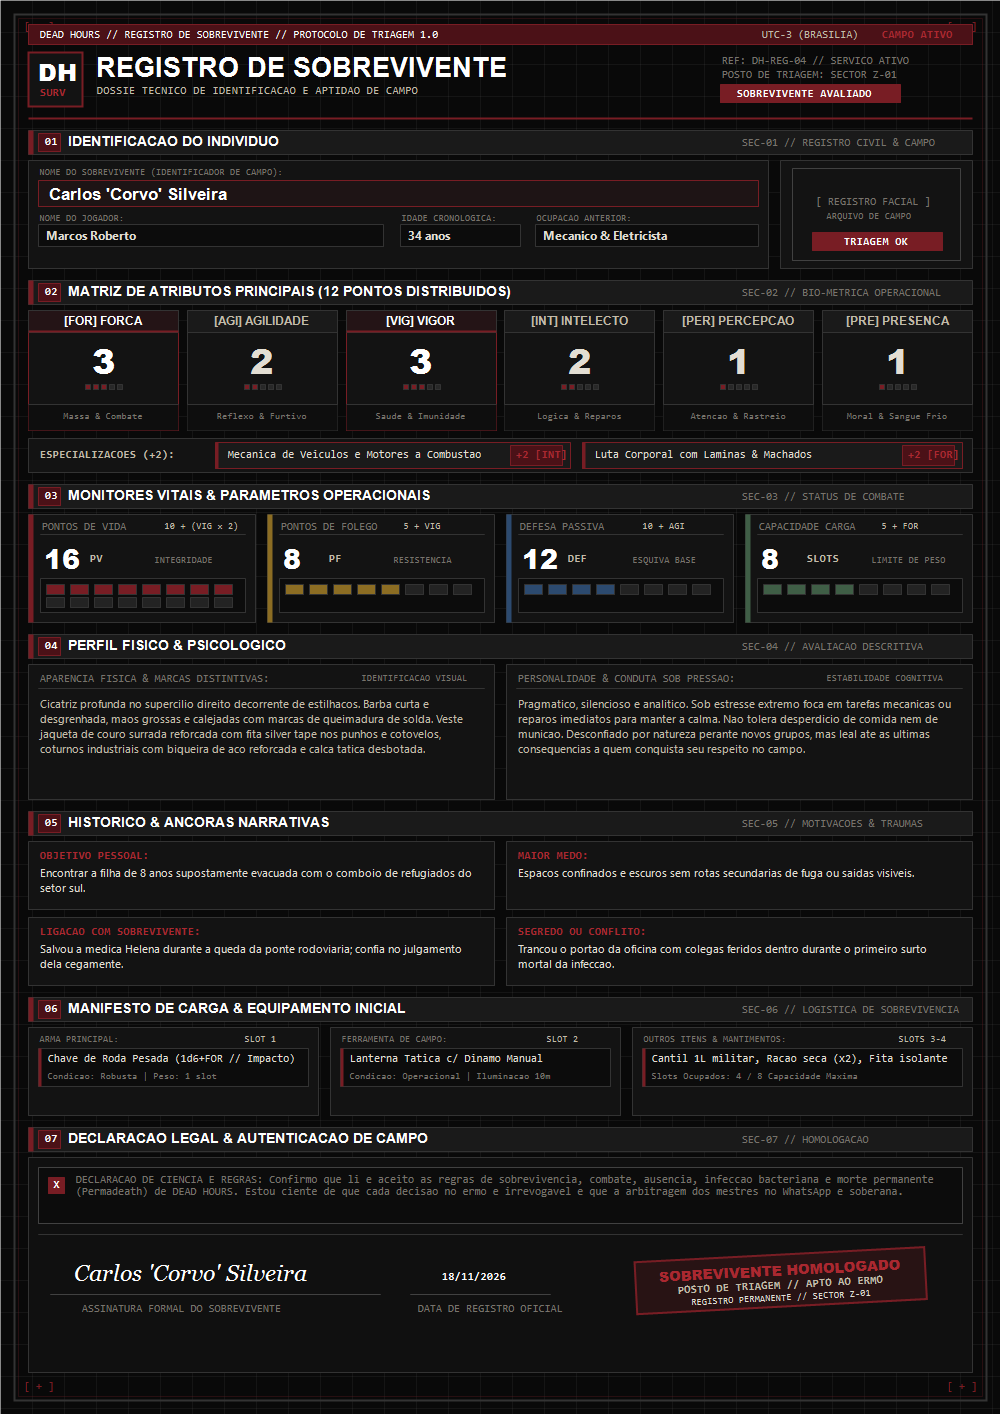 DEAD HOURS // REGISTRO DE SOBREVIVENTE // PROTOCOLO DE TRIAGEM 1.0
UTC-3 (BRASILIA) CAMPO ATIVO
DH
SURV
REGISTRO DE SOBREVIVENTE
DOSSIE TECNICO DE IDENTIFICACAO E APTIDAO DE CAMPO
REF: DH-REG-04 // SERVICO ATIVO
POSTO DE TRIAGEM: SECTOR Z-01
SOBREVIVENTE AVALIADO
01 IDENTIFICACAO DO INDIVIDUO
SEC-01 // REGISTRO CIVIL & CAMPO
NOME DO SOBREVIVENTE (IDENTIFICADOR DE CAMPO):
Carlos 'Corvo' Silveira
NOME DO JOGADOR:
Marcos Roberto
IDADE CRONOLOGICA:
34 anos
OCUPACAO ANTERIOR:
Mecanico & Eletricista
[ REGISTRO FACIAL ]
ARQUIVO DE CAMPO
TRIAGEM OK
02 MATRIZ DE ATRIBUTOS PRINCIPAIS (12 PONTOS DISTRIBUIDOS)
SEC-02 // BIO-METRICA OPERACIONAL
[FOR] FORCA
3
Massa & Combate
[AGI] AGILIDADE
2
Reflexo & Furtivo
[VIG] VIGOR
3
Saude & Imunidade
[INT] INTELECTO
2
Logica & Reparos
[PER] PERCEPCAO
1
Atencao & Rastreio
[PRE] PRESENCA
1
Moral & Sangue Frio
ESPECIALIZACOES (+2):
Mecanica de Veiculos e Motores a Combustao +2 [INT]
Luta Corporal com Laminas & Machados +2 [FOR]
03 MONITORES VITAIS & PARAMETROS OPERACIONAIS
SEC-03 // STATUS DE COMBATE
PONTOS DE VIDA 10 + (VIG x 2)
16 PV INTEGRIDADE
PONTOS DE FOLEGO 5 + VIG
8 PF RESISTENCIA
DEFESA PASSIVA 10 + AGI
12 DEF ESQUIVA BASE
CAPACIDADE CARGA 5 + FOR
8 SLOTS LIMITE DE PESO
04 PERFIL FISICO & PSICOLOGICO
SEC-04 // AVALIACAO DESCRITIVA
APARENCIA FISICA & MARCAS DISTINTIVAS: IDENTIFICACAO VISUAL
Cicatriz profunda no supercilio direito decorrente de estilhacos. Barba curta e
desgrenhada, maos grossas e calejadas com marcas de queimadura de solda. Veste
jaqueta de couro surrada reforcada com fita silver tape nos punhos e cotovelos,
coturnos industriais com biqueira de aco reforcada e calca tatica desbotada.
PERSONALIDADE & CONDUTA SOB PRESSAO: ESTABILIDADE COGNITIVA
Pragmatico, silencioso e analitico. Sob estresse extremo foca em tarefas mecanicas ou
reparos imediatos para manter a calma. Nao tolera desperdicio de comida nem de
municao. Desconfiado por natureza perante novos grupos, mas leal ate as ultimas
consequencias a quem conquista seu respeito no campo.
05 HISTORICO & ANCORAS NARRATIVAS
SEC-05 // MOTIVACOES & TRAUMAS
OBJETIVO PESSOAL:
Encontrar a filha de 8 anos supostamente evacuada com o comboio de refugiados do
setor sul.
MAIOR MEDO:
Espacos confinados e escuros sem rotas secundarias de fuga ou saidas visiveis.
LIGACAO COM SOBREVIVENTE:
Salvou a medica Helena durante a queda da ponte rodoviaria; confia no julgamento
dela cegamente.
SEGREDO OU CONFLITO:
Trancou o portao da oficina com colegas feridos dentro durante o primeiro surto
mortal da infeccao.
06 MANIFESTO DE CARGA & EQUIPAMENTO INICIAL
SEC-06 // LOGISTICA DE SOBREVIVENCIA
ARMA PRINCIPAL: SLOT 1
Chave de Roda Pesada (1d6+FOR // Impacto)
Condicao: Robusta | Peso: 1 slot
FERRAMENTA DE CAMPO: SLOT 2
Lanterna Tatica c/ Dinamo Manual
Condicao: Operacional | Iluminacao 10m
OUTROS ITENS & MANTIMENTOS: SLOTS 3-4
Cantil 1L militar, Racao seca (x2), Fita isolante
Slots Ocupados: 4 / 8 Capacidade Maxima
07 DECLARACAO LEGAL & AUTENTICACAO DE CAMPO
SEC-07 // HOMOLOGACAO
X DECLARACAO DE CIENCIA E REGRAS: Confirmo que li e aceito as regras de sobrevivencia, combate, ausencia, infeccao bacteriana e morte permanente
(Permadeath) de DEAD HOURS. Estou ciente de que cada decisao no ermo e irrevogavel e que a arbitragem dos mestres no WhatsApp e soberana.
Carlos 'Corvo' Silveira
ASSINATURA FORMAL DO SOBREVIVENTE
18/11/2026
DATA DE REGISTRO OFICIAL
SOBREVIVENTE HOMOLOGADO
POSTO DE TRIAGEM // APTO AO ERMO
REGISTRO PERMANENTE // SECTOR Z-01
[ + ] [ + ]